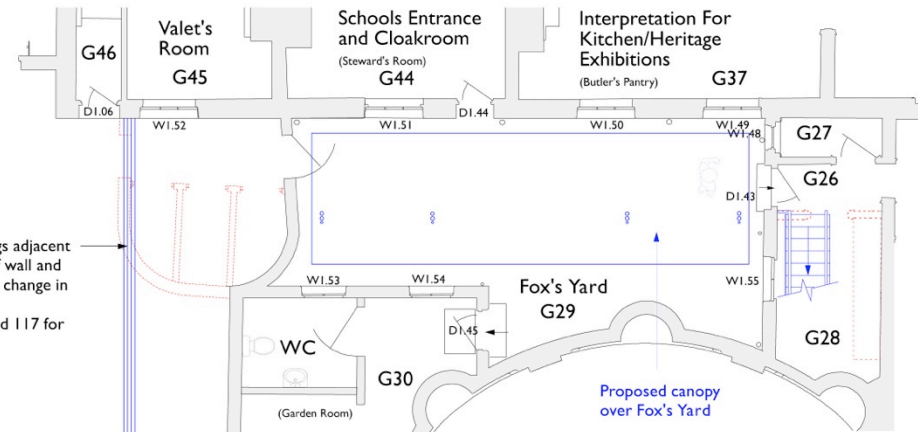 G46
Valet's
Room
G45
Schools Entrance
and Cloakroom
(Steward's Room)
G44
Interpretation For
Kitchen/Heritage
Exhibitions
(Butler's Pantry)
G37
D1.06
W1.52
W1.51
D1.44
W1.50
W1.49
W1.48
G27
G26
D1.43
gs adjacent
f wall and
change in
d 117 for
W1.53
W1.54
Fox's Yard
G29
W1.55
D1.45
WC
G30
(Garden Room)
G28
Proposed canopy
over Fox's Yard